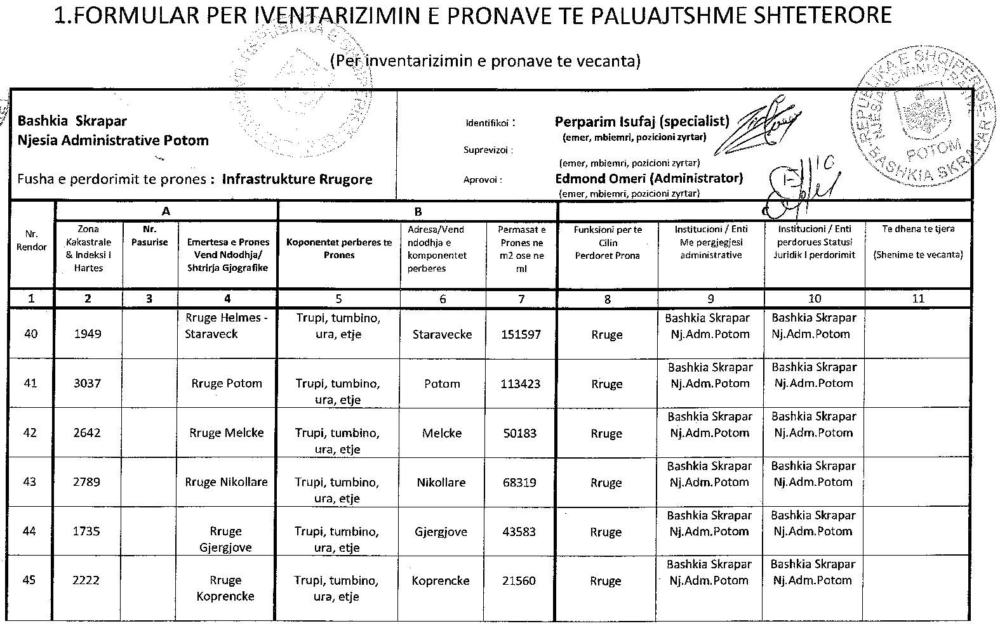 1.FORMULAR PER IVENTARIZIMIN E PRONAVE TE PALUAJTSHME SHTETERORE
(Per inventarizimin e pronave te vecanta)
Bashkia Skrapar
Njesia Administrative Potom
Fusha e perdorimit te prones : Infrastrukture Rrugore
Identifikoi : Perparim Isufaj (specialist)
(emer, mbiemri, pozicioni zyrtar)
Suprevizoi :
(emer, mbiemri, pozicioni zyrtar)
Aprovoi : Edmond Omeri (Administrator)
(emer, mbiemri, pozicioni zyrtar)
REPUBLIKA E SHQIPERISE
NJESIA ADMINISTRATIVE
POTOM
BASHKIA SKRAPAR
A B C
Nr. Rendor
Zona Kakastrale & Indeksi I Hartes
Nr. Pasurise
Emertesa e Prones Vend Ndodhja/ Shtrirja Gjografike
Koponentet perberes te Prones
Adresa/Vend ndodhja e komponentet perberes
Permasat e Prones ne m2 ose ne ml
Funksioni per te Cilin Perdoret Prona
Institucioni / Enti Me pergjegjesi administrative
Institucioni / Enti perdorues Statusi Juridik I perdorimit
Te dhena te tjera (Shenime te vecanta)
1 2 3 4 5 6 7 8 9 10 11
40 1949 Rruge Helmes - Staraveck Trupi, tumbino, ura, etje Staravecke 151597 Rruge Bashkia Skrapar Nj.Adm.Potom Bashkia Skrapar Nj.Adm.Potom
41 3037 Rruge Potom Trupi, tumbino, ura, etje Potom 113423 Rruge Bashkia Skrapar Nj.Adm.Potom Bashkia Skrapar Nj.Adm.Potom
42 2642 Rruge Melcke Trupi, tumbino, ura, etje Melcke 50183 Rruge Bashkia Skrapar Nj.Adm.Potom Bashkia Skrapar Nj.Adm.Potom
43 2789 Rruge Nikollare Trupi, tumbino, ura, etje Nikollare 68319 Rruge Bashkia Skrapar Nj.Adm.Potom Bashkia Skrapar Nj.Adm.Potom
44 1735 Rruge Gjergjove Trupi, tumbino, ura, etje Gjergjove 43583 Rruge Bashkia Skrapar Nj.Adm.Potom Bashkia Skrapar Nj.Adm.Potom
45 2222 Rruge Koprencke Trupi, tumbino, ura, etje Koprencke 21560 Rruge Bashkia Skrapar Nj.Adm.Potom Bashkia Skrapar Nj.Adm.Potom